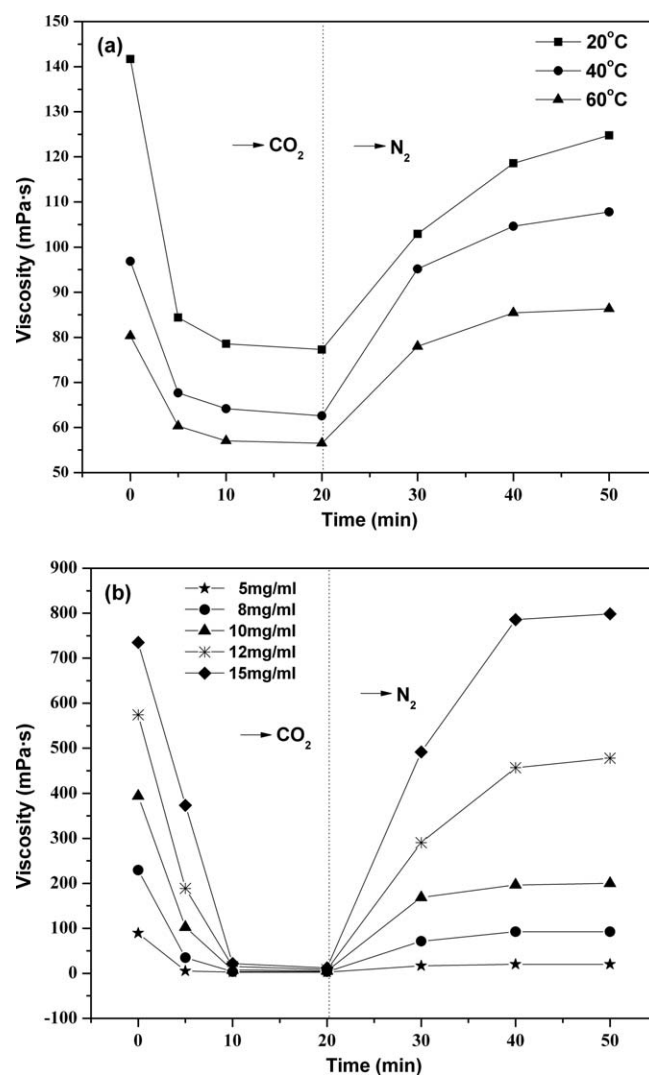 (a)
20°C
40°C
60°C
→ CO₂
→ N₂
Viscosity (mPa·s)
150
140
130
120
110
100
90
80
70
60
50
0 10 20 30 40 50
Time (min)
(b)
5mg/ml
8mg/ml
10mg/ml
12mg/ml
15mg/ml
→ CO₂
→ N₂
Viscosity (mPa·s)
900
800
700
600
500
400
300
200
100
0
-100
0 10 20 30 40 50
Time (min)